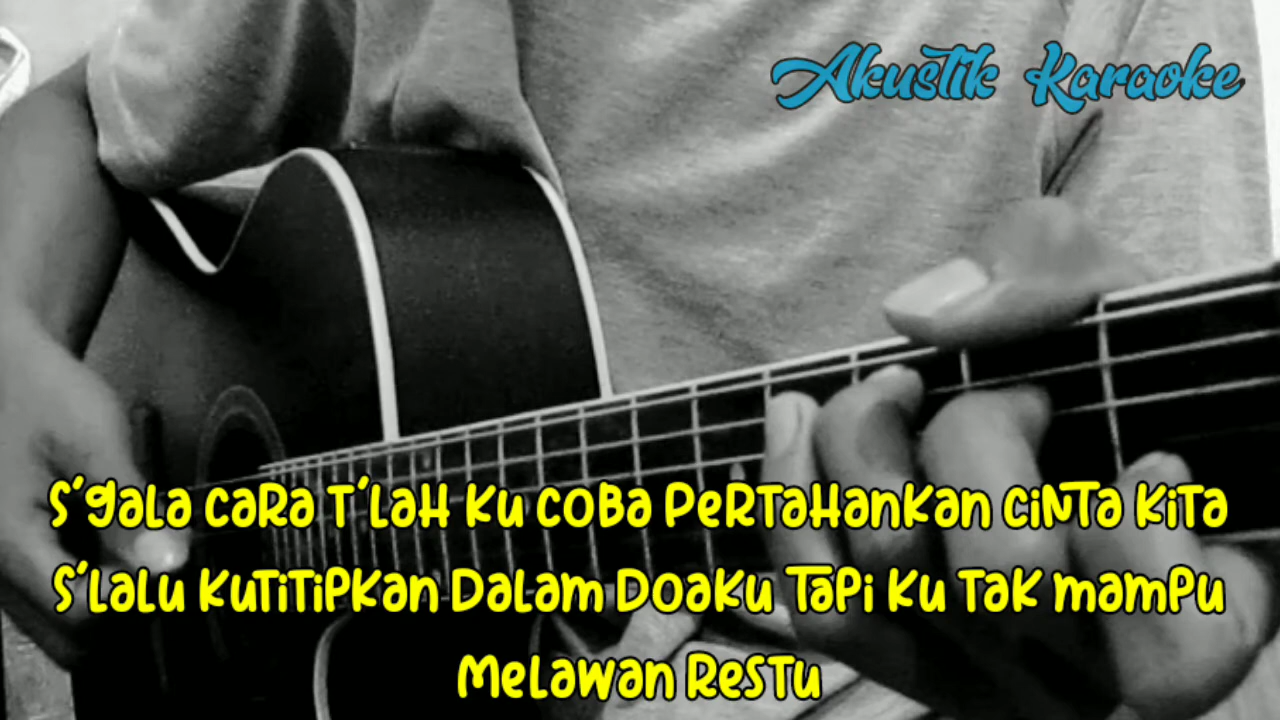 Akustik Karaoke
S'gala cara t'lah ku coba pertahankan cinta kita
S'lalu kutitipkan dalam doaku tapi ku tak mampu
melawan restu